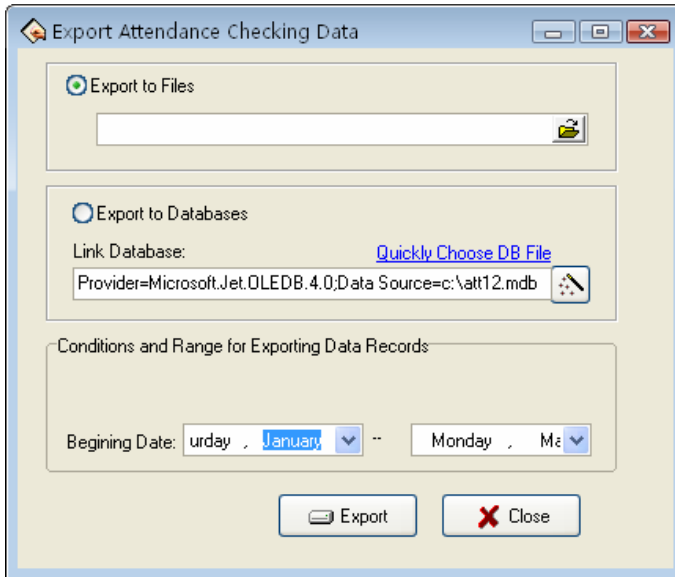 Export Attendance Checking Data
Export to Files
Export to Databases
Link Database: Quickly Choose DB File
Provider=Microsoft.Jet.OLEDB.4.0;Data Source=c:\att12.mdb
Conditions and Range for Exporting Data Records
Begining Date: urday , January -- Monday , Ma
Export Close